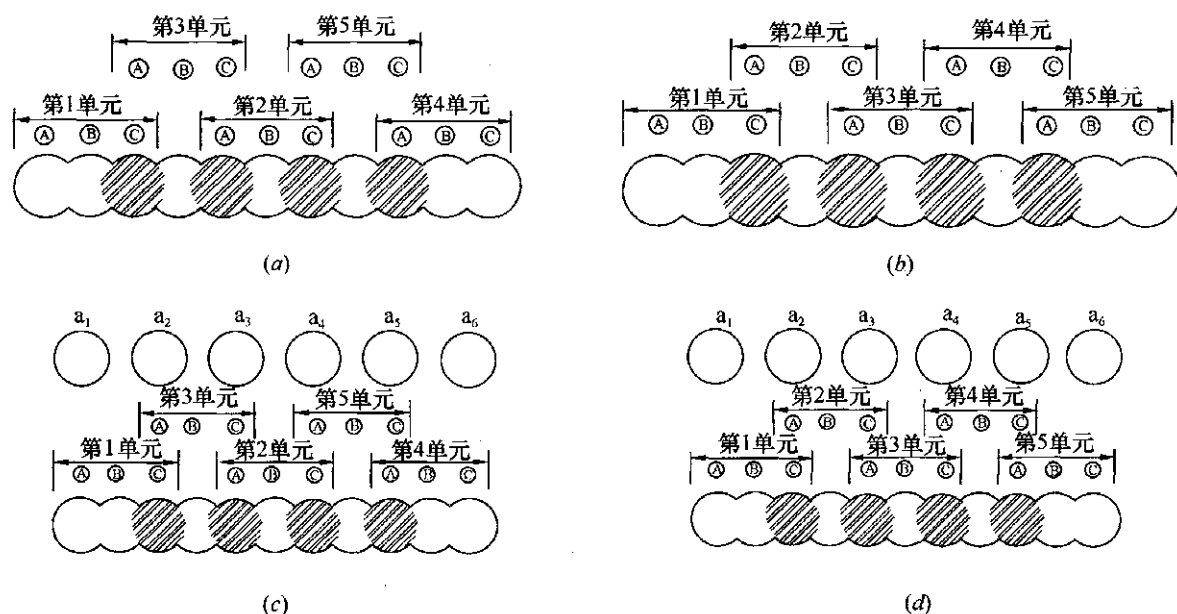 第3单元 第5单元
Ⓐ Ⓑ Ⓒ Ⓐ Ⓑ Ⓒ
第1单元 第2单元 第4单元
Ⓐ Ⓑ Ⓒ Ⓐ Ⓑ Ⓒ Ⓐ Ⓑ Ⓒ
(a)
第2单元 第4单元
Ⓐ Ⓑ Ⓒ Ⓐ Ⓑ Ⓒ
第1单元 第3单元 第5单元
Ⓐ Ⓑ Ⓒ Ⓐ Ⓑ Ⓒ Ⓐ Ⓑ Ⓒ
(b)
a₁ a₂ a₃ a₄ a₅ a₆
第3单元 第5单元
Ⓐ Ⓑ Ⓒ Ⓐ Ⓑ Ⓒ
第1单元 第2单元 第4单元
Ⓐ Ⓑ Ⓒ Ⓐ Ⓑ Ⓒ Ⓐ Ⓑ Ⓒ
(c)
a₁ a₂ a₃ a₄ a₅ a₆
第2单元 第4单元
Ⓐ Ⓑ Ⓒ Ⓐ Ⓑ Ⓒ
第1单元 第3单元 第5单元
Ⓐ Ⓑ Ⓒ Ⓐ Ⓑ Ⓒ Ⓐ Ⓑ Ⓒ
(d)